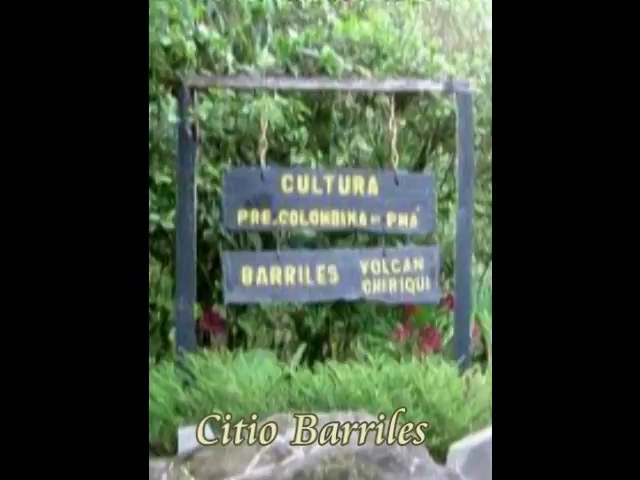 CULTURA
PRE-COLOMBINA - PMA
BARRILES VOLCAN
CHIRIQUI
Citio Barriles